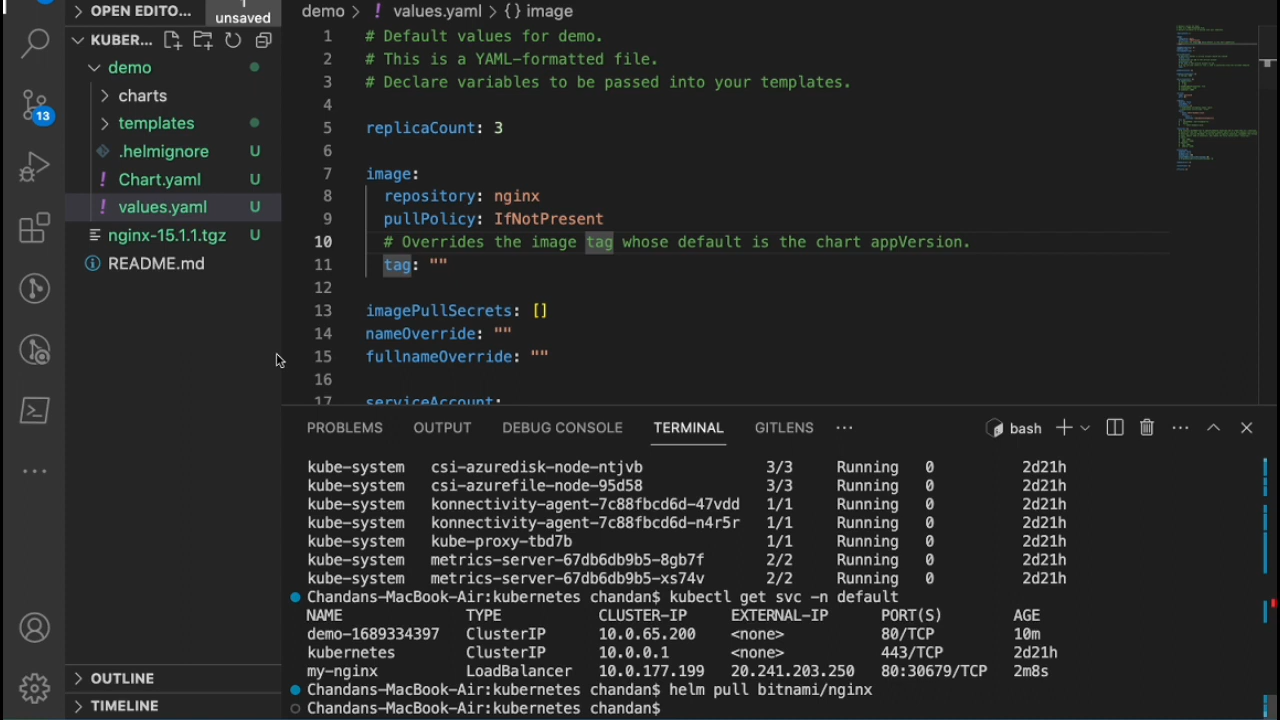 OPEN EDITO...
1
unsaved
KUBER...
demo
charts
templates
.helmignore U
! Chart.yaml U
! values.yaml U
nginx-15.1.1.tgz U
README.md
13
OUTLINE
TIMELINE
demo > ! values.yaml > {} image
1 # Default values for demo.
2 # This is a YAML-formatted file.
3 # Declare variables to be passed into your templates.
4
5 replicaCount: 3
6
7 image:
8 repository: nginx
9 pullPolicy: IfNotPresent
10 # Overrides the image tag whose default is the chart appVersion.
11 tag: ""
12
13 imagePullSecrets: []
14 nameOverride: ""
15 fullnameOverride: ""
16
17 serviceAccount:
PROBLEMS OUTPUT DEBUG CONSOLE TERMINAL GITLENS ... bash
kube-system csi-azuredisk-node-ntjvb 3/3 Running 0 2d21h
kube-system csi-azurefile-node-95d58 3/3 Running 0 2d21h
kube-system konnectivity-agent-7c88fbcd6d-47vdd 1/1 Running 0 2d21h
kube-system konnectivity-agent-7c88fbcd6d-n4r5r 1/1 Running 0 2d21h
kube-system kube-proxy-tbd7b 1/1 Running 0 2d21h
kube-system metrics-server-67db6db9b5-8gb7f 2/2 Running 0 2d21h
kube-system metrics-server-67db6db9b5-xs74v 2/2 Running 0 2d21h
Chandans-MacBook-Air:kubernetes chandan$ kubectl get svc -n default
NAME TYPE CLUSTER-IP EXTERNAL-IP PORT(S) AGE
demo-1689334397 ClusterIP 10.0.65.200 <none> 80/TCP 10m
kubernetes ClusterIP 10.0.0.1 <none> 443/TCP 2d21h
my-nginx LoadBalancer 10.0.177.199 20.241.203.250 80:30679/TCP 2m8s
Chandans-MacBook-Air:kubernetes chandan$ helm pull bitnami/nginx
Chandans-MacBook-Air:kubernetes chandan$